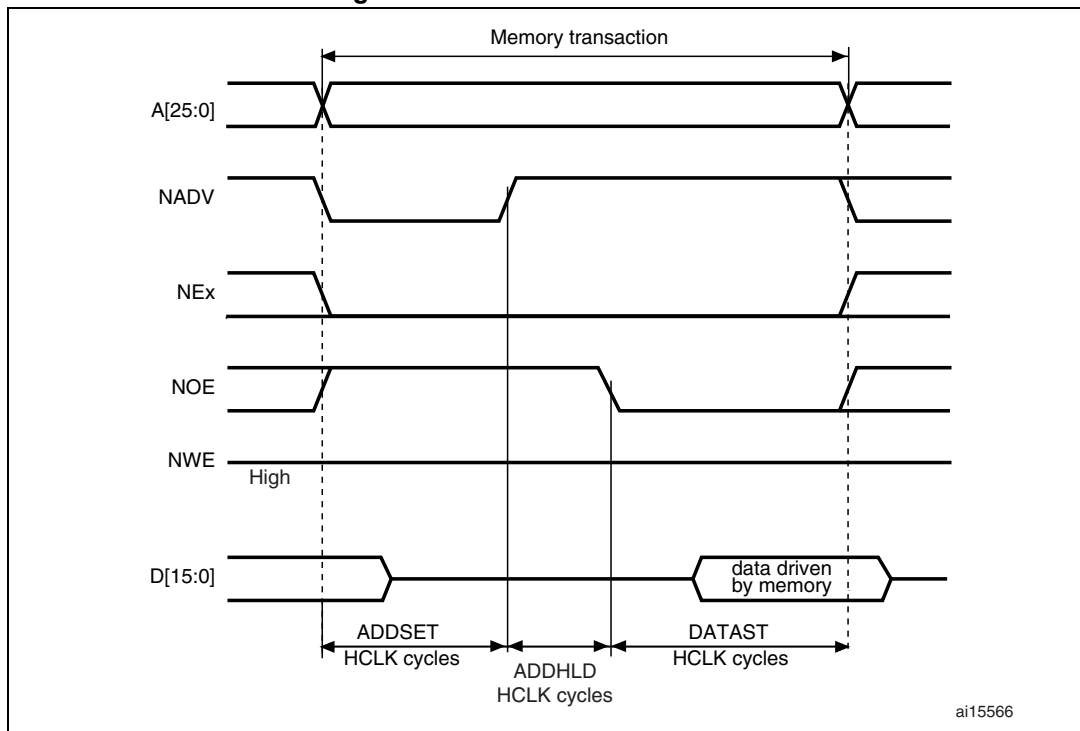 g
Memory transaction
A[25:0]
NADV
NEx
NOE
NWE
High
D[15:0]
data driven
by memory
ADDSET
HCLK cycles
ADDHLD
HCLK cycles
DATAST
HCLK cycles
ai15566